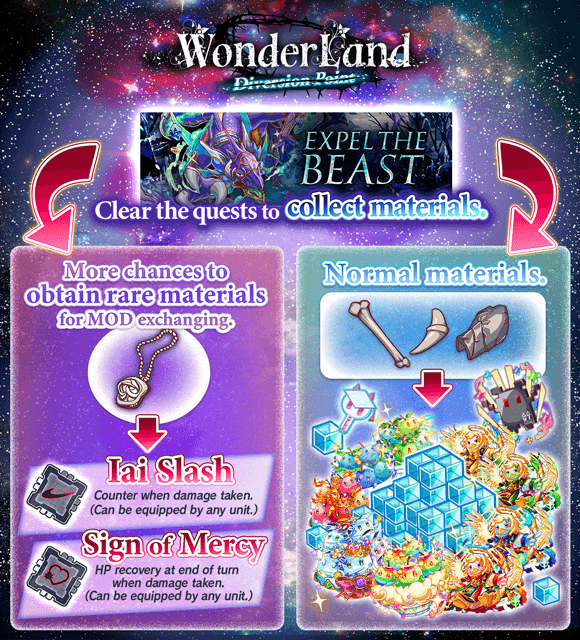 WonderLand
Diversion Point
EXPEL THE
BEAST
Clear the quests to collect materials.
More chances to
obtain rare materials
for MOD exchanging.
Iai Slash
Counter when damage taken.
(Can be equipped by any unit.)
Sign of Mercy
HP recovery at end of turn
when damage taken.
(Can be equipped by any unit.)
Normal materials.